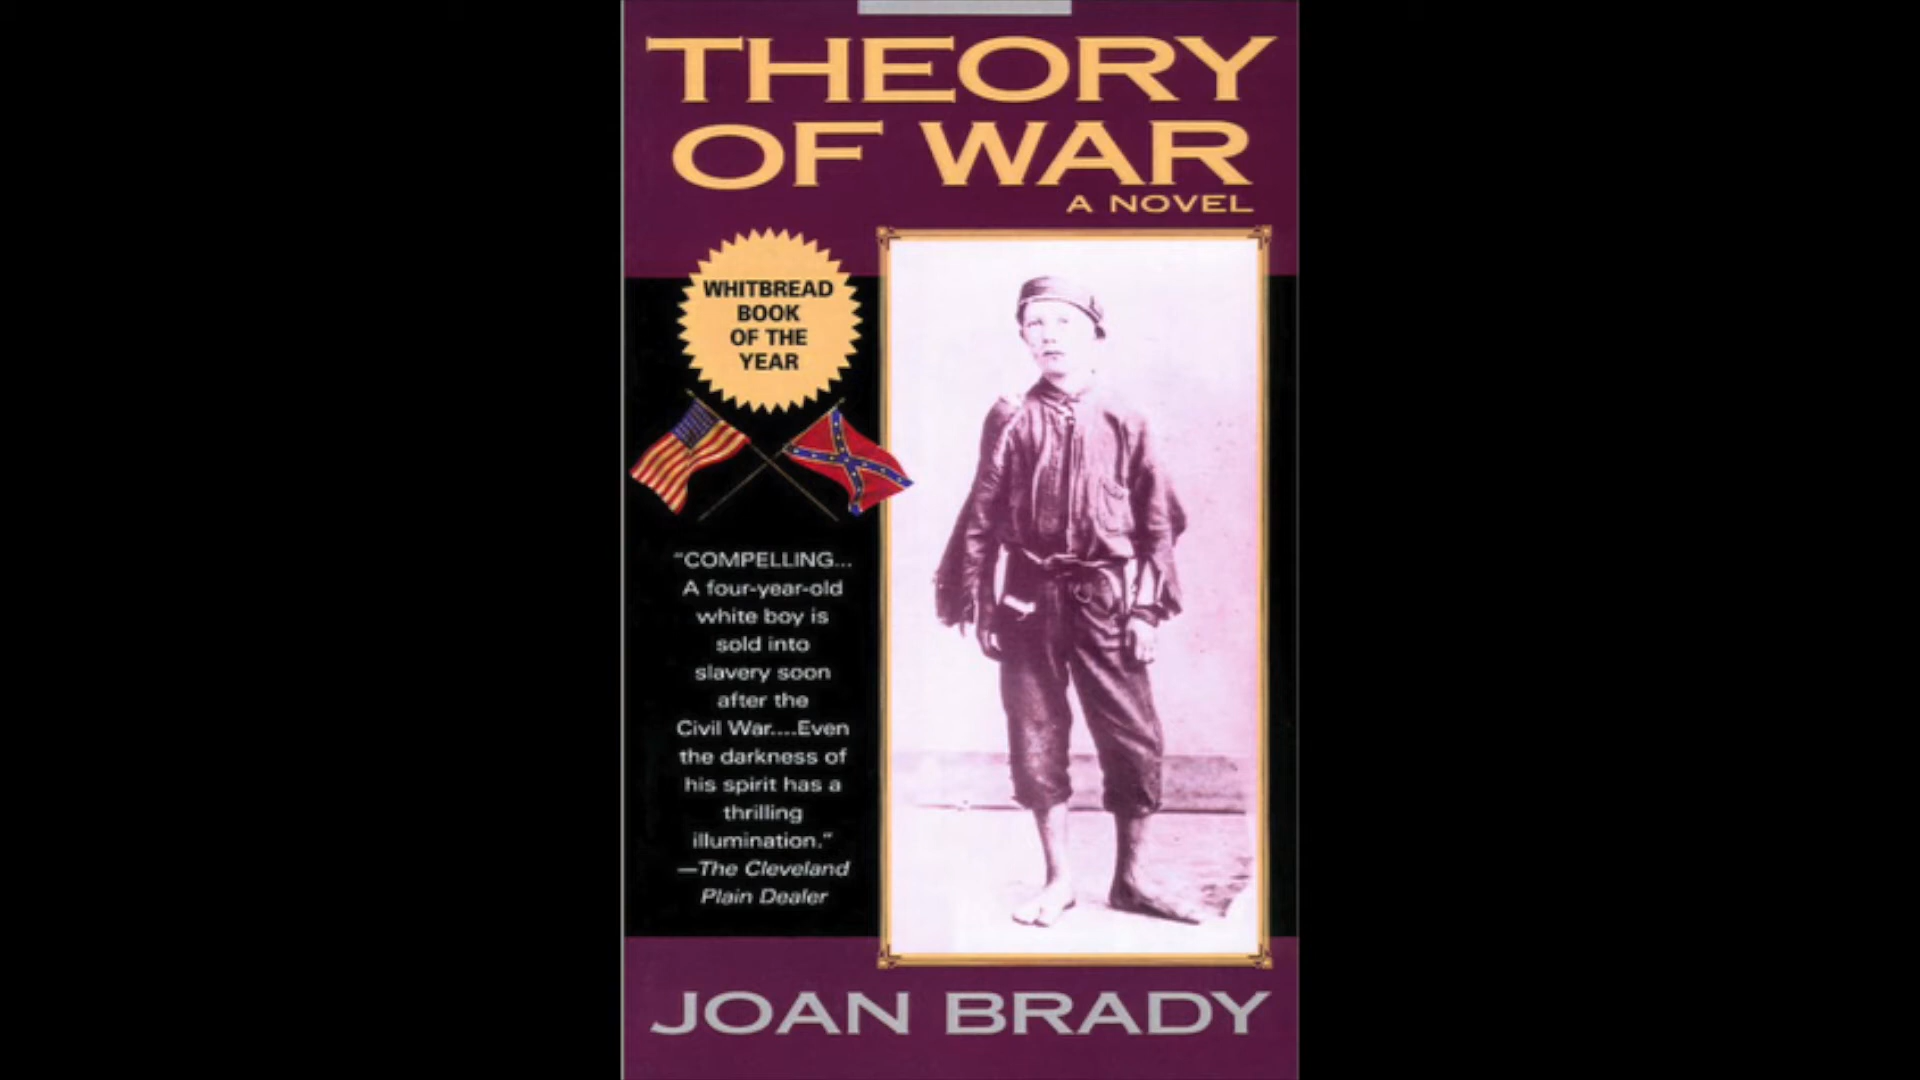 THEORY
OF WAR
A NOVEL
WHITBREAD
BOOK
OF THE
YEAR
“COMPELLING...
A four-year-old
white boy is
sold into
slavery soon
after the
Civil War....Even
the darkness of
his spirit has a
thrilling
illumination.”
—The Cleveland
Plain Dealer
JOAN BRADY